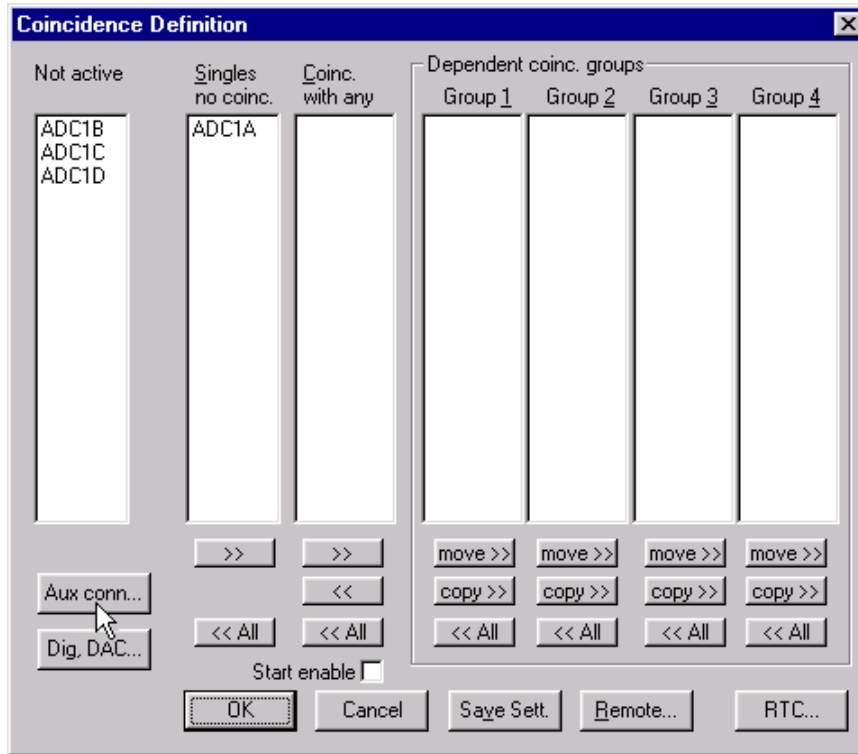 Coincidence Definition
Not active
Singles
no coinc.
Coinc.
with any
Dependent coinc. groups
Group 1 Group 2 Group 3 Group 4
ADC1B
ADC1C
ADC1D
ADC1A
>> >> move >> move >> move >> move >>
Aux conn... << copy >> copy >> copy >> copy >>
Dig, DAC... << All << All << All << All << All << All
Start enable
OK Cancel Save Sett. Remote... RTC...